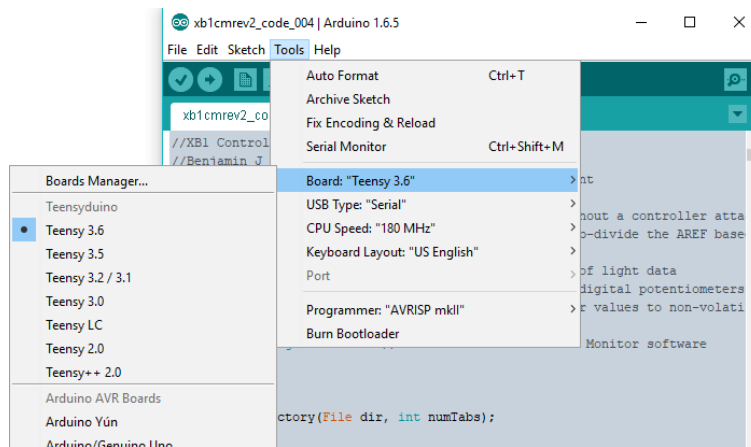 xb1cmrev2_code_004 | Arduino 1.6.5
File Edit Sketch Tools Help
xb1cmrev2_co
//XB1 Control
//Benjamin J
Auto Format Ctrl+T
Archive Sketch
Fix Encoding & Reload
Serial Monitor Ctrl+Shift+M
Board: "Teensy 3.6"
USB Type: "Serial"
CPU Speed: "180 MHz"
Keyboard Layout: "US English"
Port
Programmer: "AVRISP mkII"
Burn Bootloader
Boards Manager...
Teensyduino
Teensy 3.6
Teensy 3.5
Teensy 3.2 / 3.1
Teensy 3.0
Teensy LC
Teensy 2.0
Teensy++ 2.0
Arduino AVR Boards
Arduino Yún
Arduino/Genuino Uno
nt
hout a controller atta
o-divide the AREF base
of light data
digital potentiometers
r values to non-volati
Monitor software
ctory(File dir, int numTabs);